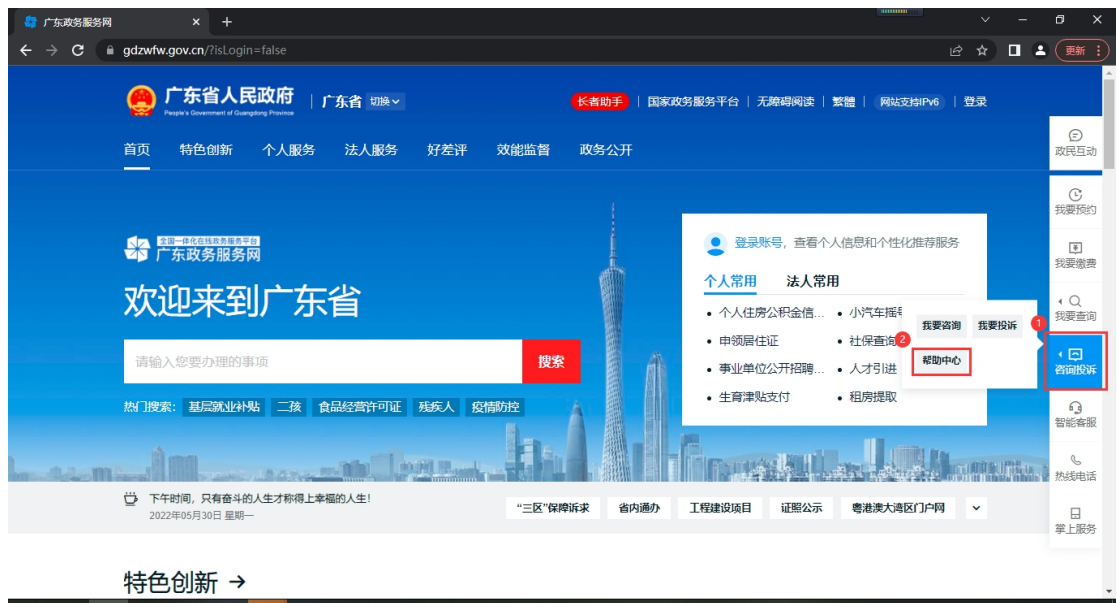 广东政务服务网
gdzwfw.gov.cn/?isLogin=false
更新
广东省人民政府
People's Government of Guangdong Province
广东省 切换
长者助手 国家政务服务平台 无障碍阅读 繁體 网站支持IPv6 登录
首页 特色创新 个人服务 法人服务 好差评 效能监督 政务公开
全国一体化在线政务服务平台
广东政务服务网
欢迎来到广东省
请输入您要办理的事项 搜索
热门搜索: 基层就业补贴 二孩 食品经营许可证 残疾人 疫情防控
登录账号, 查看个人信息和个性化推荐服务
个人常用 法人常用
个人住房公积金信... 小汽车摇号
申领居住证 社保查询
事业单位公开招聘... 人才引进
生育津贴支付 租房提取
我要咨询 我要投诉 1
2
帮助中心
政民互动
我要预约
我要缴费
我要查询
咨询投诉
智能客服
热线电话
掌上服务
下午时间, 只有奋斗的人生才称得上幸福的人生!
2022年05月30日 星期一
“三区”保障诉求 省内通办 工程建设项目 证照公示 粤港澳大湾区门户网
特色创新 →